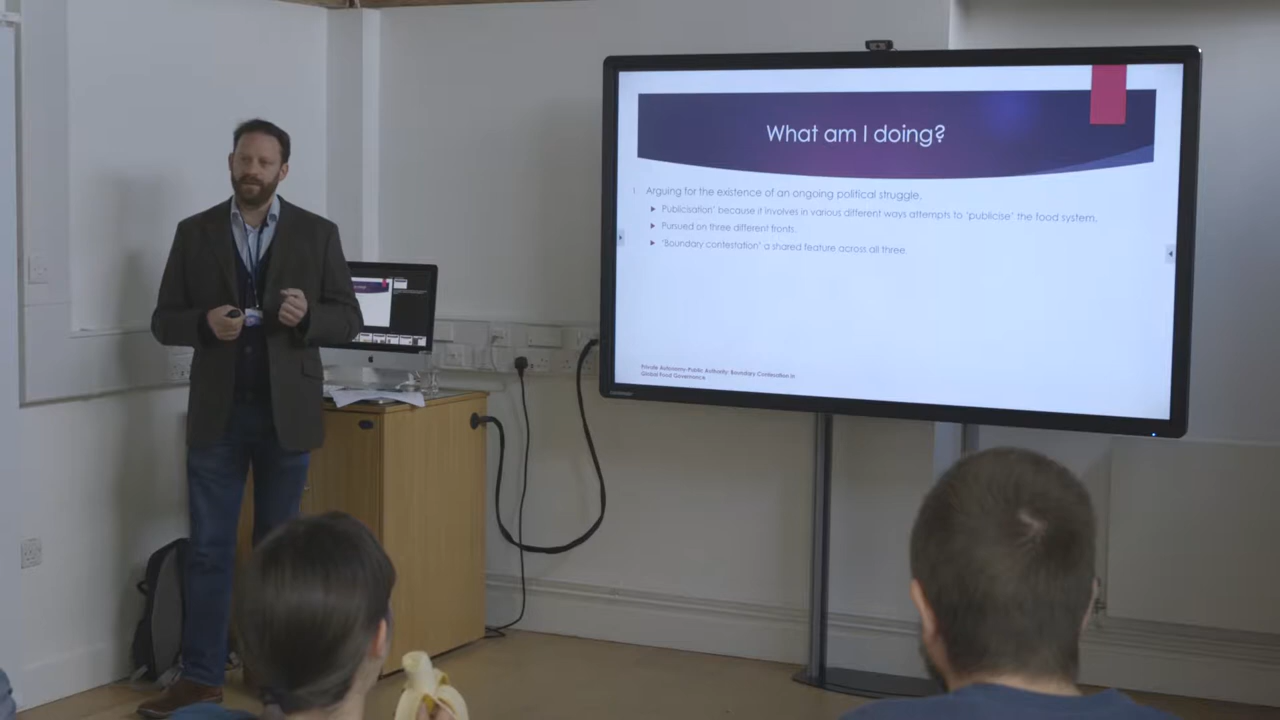 What am I doing?
1 Arguing for the existence of an ongoing political struggle.
Publicisation' because it involves in various different ways attempts to 'publicise' the food system.
Pursued on three different fronts.
'Boundary contestation' a shared feature across all three.
Private Autonomy-Public Authority: Boundary Contestation in
Global Food Governance